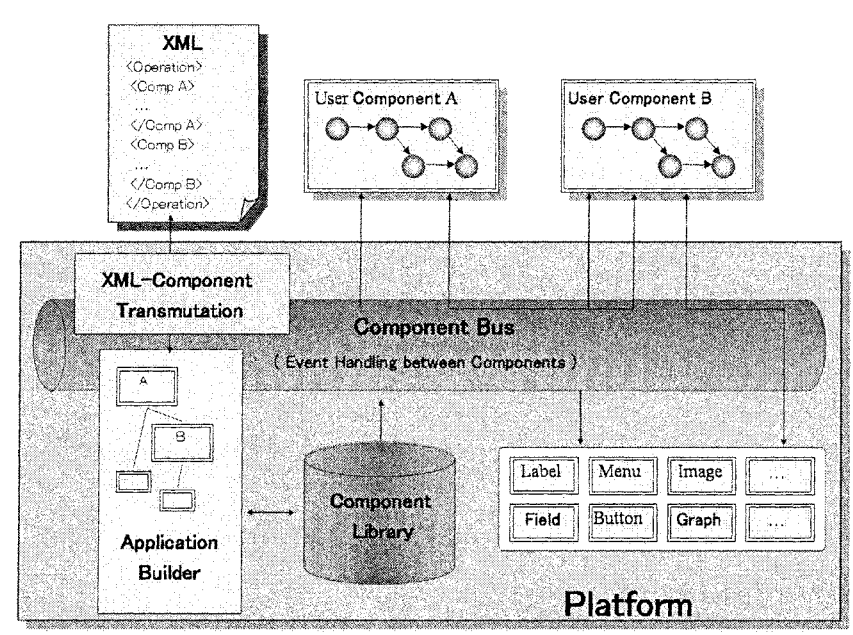 XML
<Operation>
<Comp A>
...
</Comp A>
<Comp B>
...
</Comp B>
</Operation>
User Component A
User Component B
XML-Component
Transmutation
Component Bus
( Event Handling between Components )
A
B
Application
Builder
Component
Library
Label
Menu
Image
...
Field
Button
Graph
...
Platform